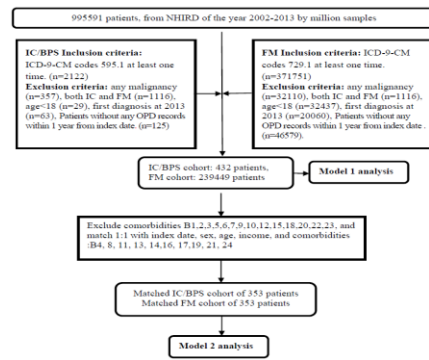 995591 patients, from NHIRD of the year 2002-2013 by million samples
IC/BPS Inclusion criteria:
ICD-9-CM codes 595.1 at least one
time. (n=2122)
Exclusion criteria: any malignancy
(n=357), both IC and FM (n=1116),
age<18 (n=29), first diagnosis at 2013
(n=63), Patients without any OPD records
within 1 year from index date. (n=125)
FM Inclusion criteria: ICD-9-CM
codes 729.1 at least one time.
(n=371751)
Exclusion criteria: any malignancy
(n=32110), both IC and FM (n=1116),
age<18 (n=32437), first diagnosis at
2013 (n=20060), Patients without any
OPD records within 1 year from index date .
(n=46579).
IC/BPS cohort: 432 patients,
FM cohort: 239449 patients
Model 1 analysis
Exclude comorbidities B1,2,3,5,6,7,9,10,12,15,18,20,22,23, and
match 1:1 with index date, sex, age, income, and comorbidities
:B4, 8, 11, 13, 14,16, 17,19, 21, 24
Matched IC/BPS cohort of 353 patients
Matched FM cohort of 353 patients
Model 2 analysis